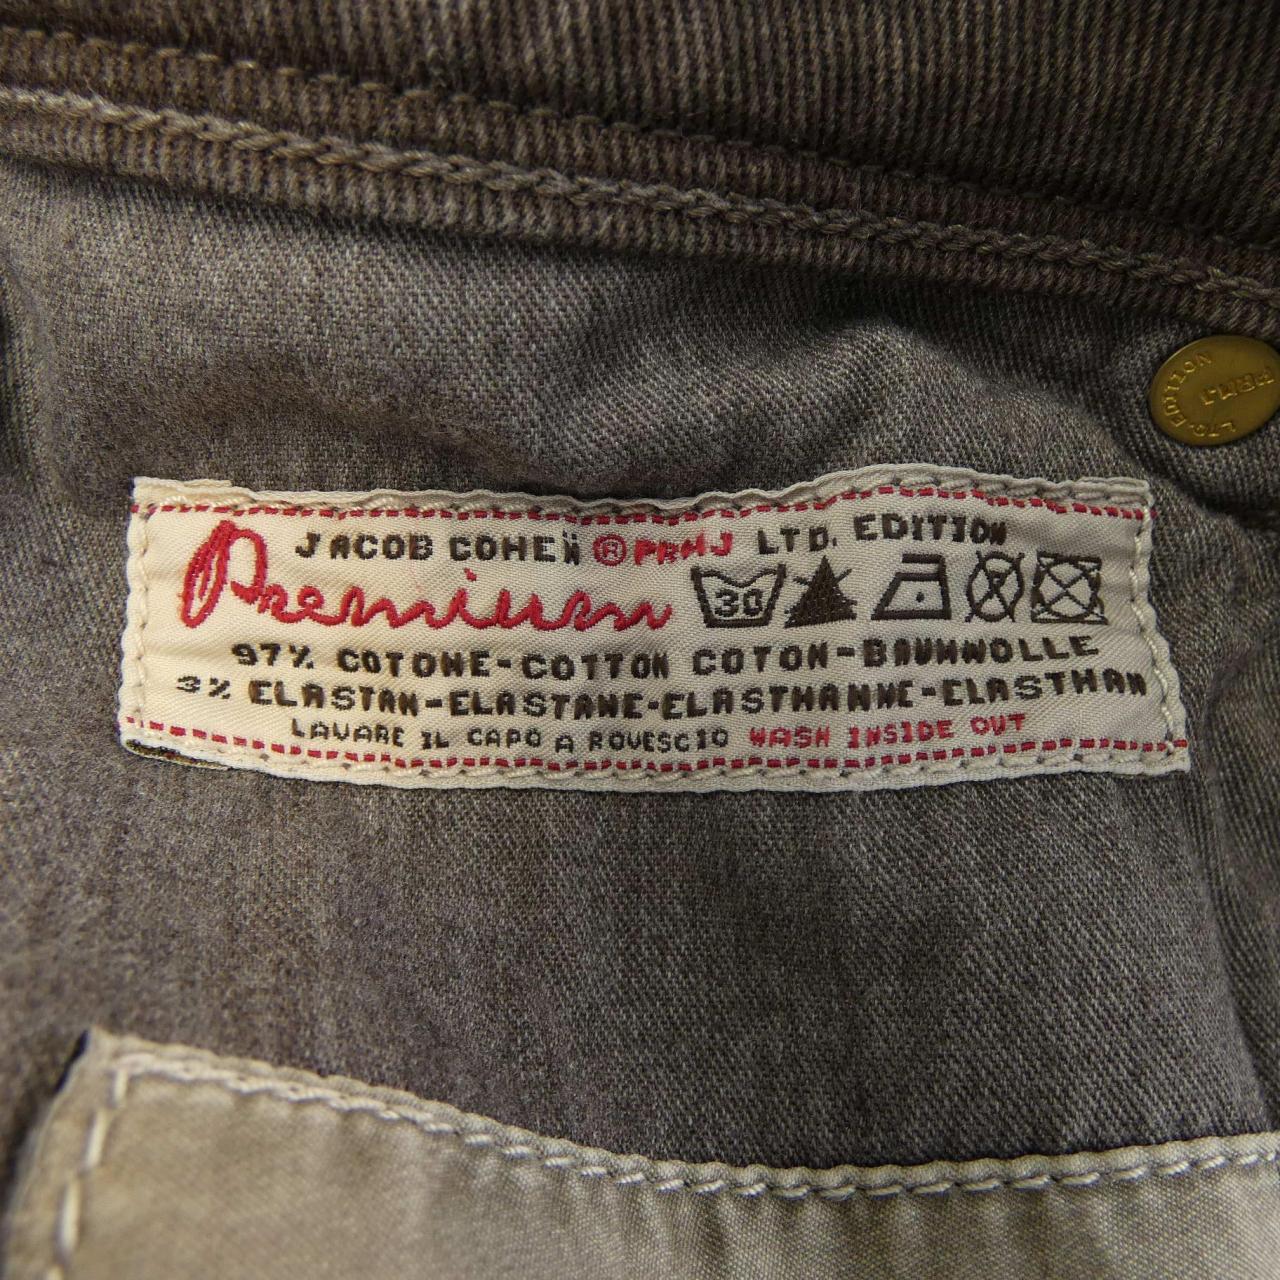 JACOB COHEN ® PRMJ LTD. EDITION
Premium 30
97% COTONE-COTTON COTON-BAUMWOLLE
3% ELASTAN-ELASTANE-ELASTHANNE-ELASTHAN
LAVARE IL CAPO A ROVESCIO WASH INSIDE OUT
PRMJ